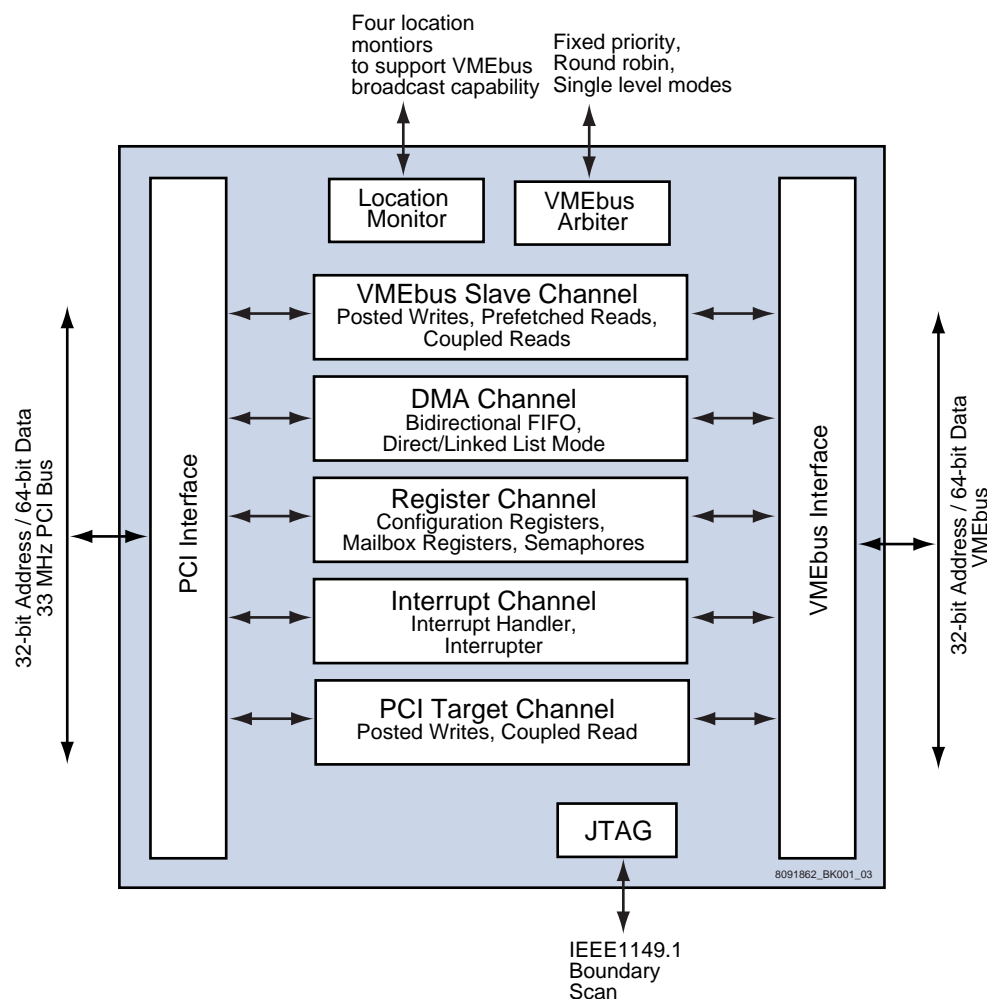 Four location
montiors
to support VMEbus
broadcast capability
Fixed priority,
Round robin,
Single level modes
Location
Monitor
VMEbus
Arbiter
32-bit Address / 64-bit Data
33 MHz PCI Bus
PCI Interface
VMEbus Slave Channel
Posted Writes, Prefetched Reads,
Coupled Reads
DMA Channel
Bidirectional FIFO,
Direct/Linked List Mode
Register Channel
Configuration Registers,
Mailbox Registers, Semaphores
Interrupt Channel
Interrupt Handler,
Interrupter
PCI Target Channel
Posted Writes, Coupled Read
VMEbus Interface
32-bit Address / 64-bit Data
VMEbus
JTAG
8091862_BK001_03
IEEE1149.1
Boundary
Scan